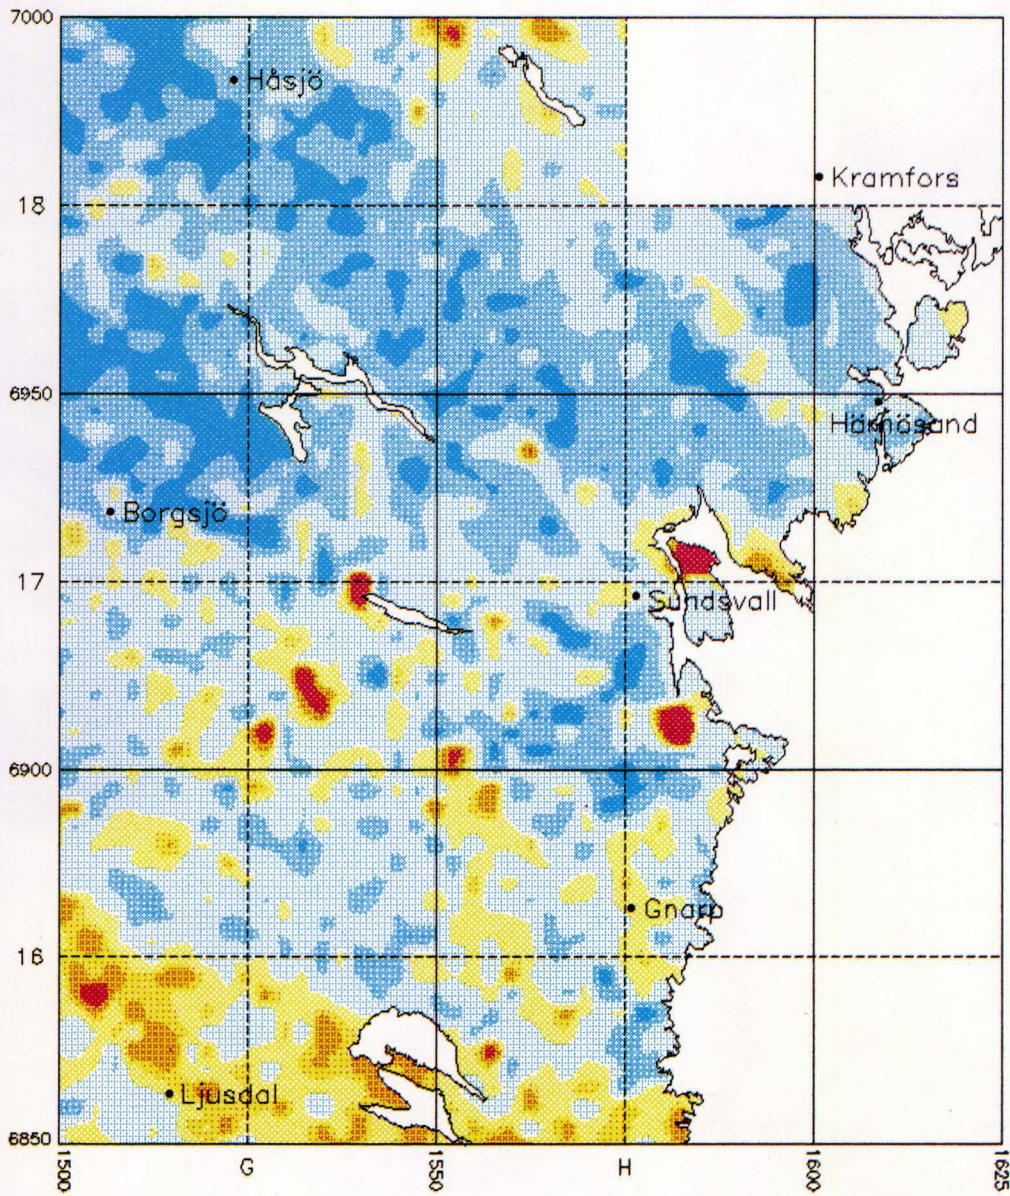 7000
Håsjö
Kramfors
18
6950
Härnösand
Borgsjö
17
Sundsvall
6900
Gnarp
16
Ljusdal
6850
1500
G
1550
H
1600
1625